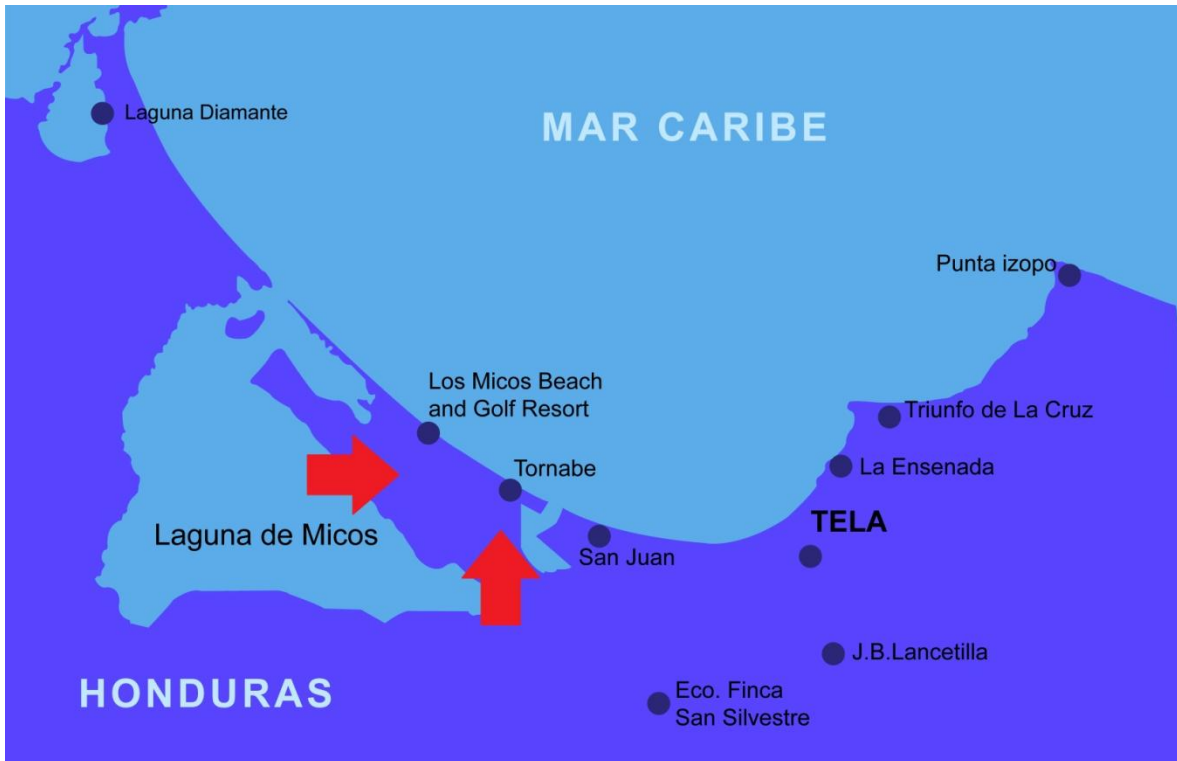 Laguna Diamante
MAR CARIBE
Punta izopo
Los Micos Beach
and Golf Resort
Triunfo de La Cruz
Tornabe
La Ensenada
TELA
Laguna de Micos
San Juan
J.B.Lancetilla
HONDURAS
Eco. Finca
San Silvestre